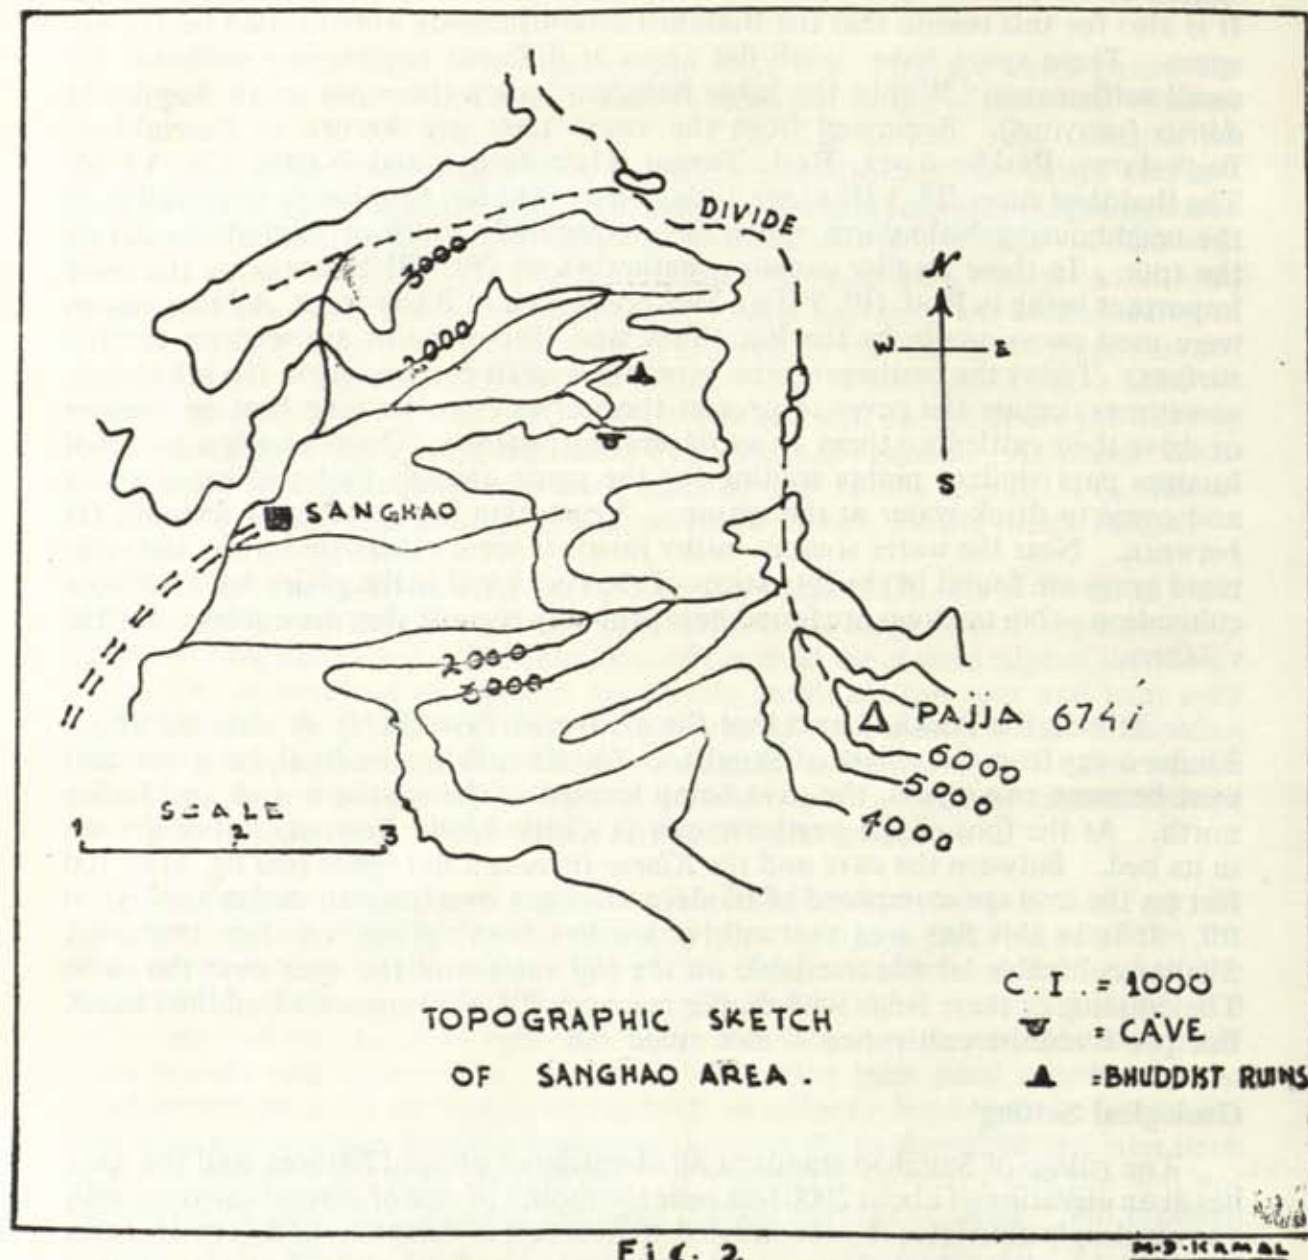 DIVIDE
3000
2000
N
W E
S
SANGHAO
2000
3000
PAJJA 6741
6000
5000
4000
SCALE
1 2 3
C.I. = 1000
= CAVE
TOPOGRAPHIC SKETCH
OF SANGHAO AREA.
= BHUDDIST RUINS
M.D. KAMAL
FIG. 2